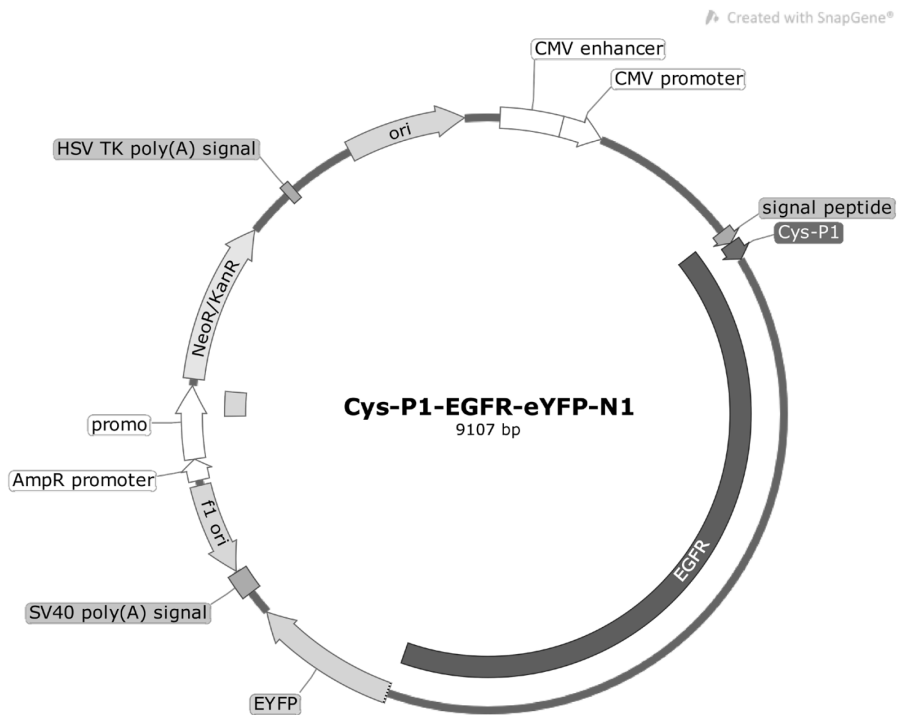 Created with SnapGene®
CMV enhancer
CMV promoter
ori
HSV TK poly(A) signal
signal peptide
Cys-P1
NeoR/KanR
Cys-P1-EGFR-eYFP-N1
9107 bp
promo
AmpR promoter
f1 ori
EGFR
SV40 poly(A) signal
EYFP